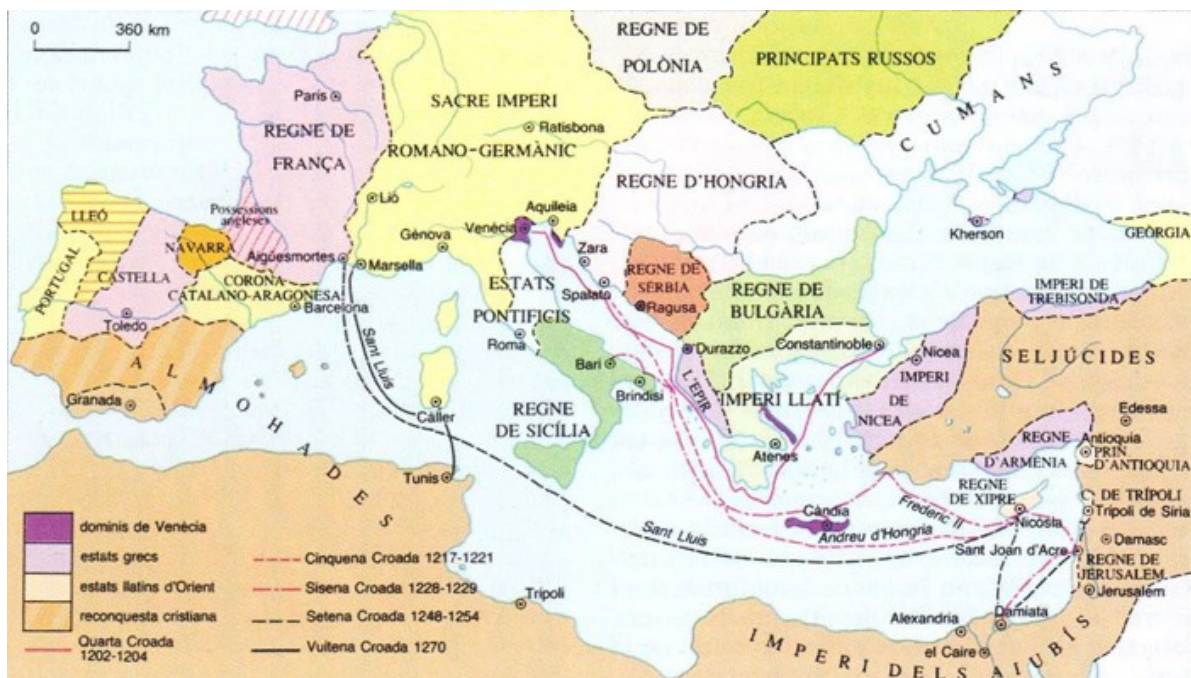 0 360 km
REGNE DE
POLÒNIA
PRINCIPATS RUSSOS
CUMANS
Paris
REGNE DE
FRANÇA
SACRE IMPERI
ROMANO-GERMÀNIC
Ratisbona
REGNE D'HONGRIA
Lió
LLEÓ
Possessions
angleses
NAVARRA
Aigüesmortes
Marsella
Gènova
Venècia
Aquileia
Zara
Spalato
REGNE DE
SÈRBIA
Ragusa
Kherson
GEÒRGIA
PORTUGAL
CASTELLA
Toledo
CORONA
CATALANO-ARAGONESA
Barcelona
ESTATS
PONTIFICIS
Roma
REGNE DE
BULGÀRIA
IMPERI DE
TREBISONDA
Bari
Brindisi
Durazzo
L'EPIR
Constantinoble
Nicea
IMPERI
DE
NICEA
SELJÚCIDES
ALMOHADES
Granada
Sant Lluís
Càller
REGNE
DE SICÍLIA
IMPERI LLATÍ
Atenes
Edessa
REGNE
D'ARMÈNIA
Antioquia
PRIN.
D'ANTIOQUIA
Tunis
REGNE
DE XIPRE
Nicòsia
C. DE TRÍPOLI
Trípoli de Síria
Càndia
Frederic II
Andreu d'Hongria
Sant Lluís
Sant Joan d'Acre
Damasc
REGNE DE
JERUSALEM
Jerusalem
Trípoli
Alexandria
Damiata
el Caire
IMPERI DELS AIUBÍS
dominis de Venècia
estats grecs
estats llatins d'Orient
reconquesta cristiana
Quarta Croada
1202-1204
Cinquena Croada 1217-1221
Sisena Croada 1228-1229
Setena Croada 1248-1254
Vuitena Croada 1270